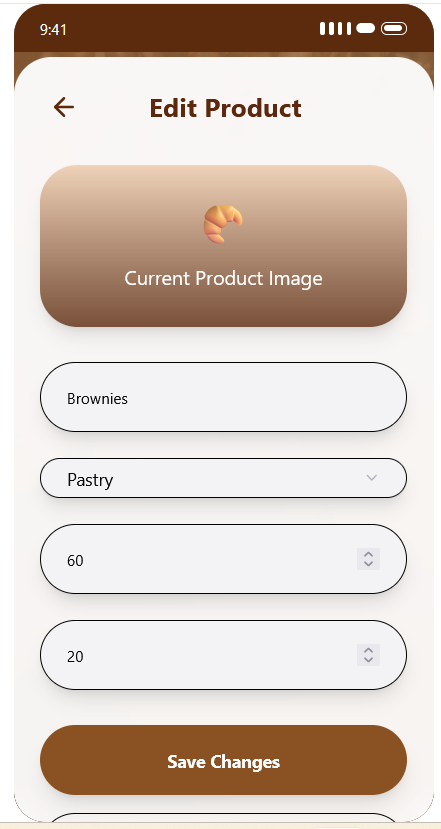 9:41
Edit Product
Current Product Image
Brownies
Pastry
60
20
Save Changes